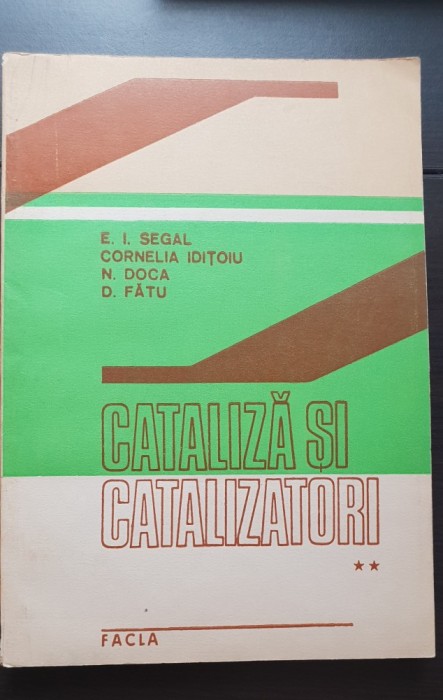 E. I. SEGAL
CORNELIA IDIȚOIU
N. DOCA
D. FĂTU
CATALIZĂ ȘI
CATALIZATORI
★★
FACLA